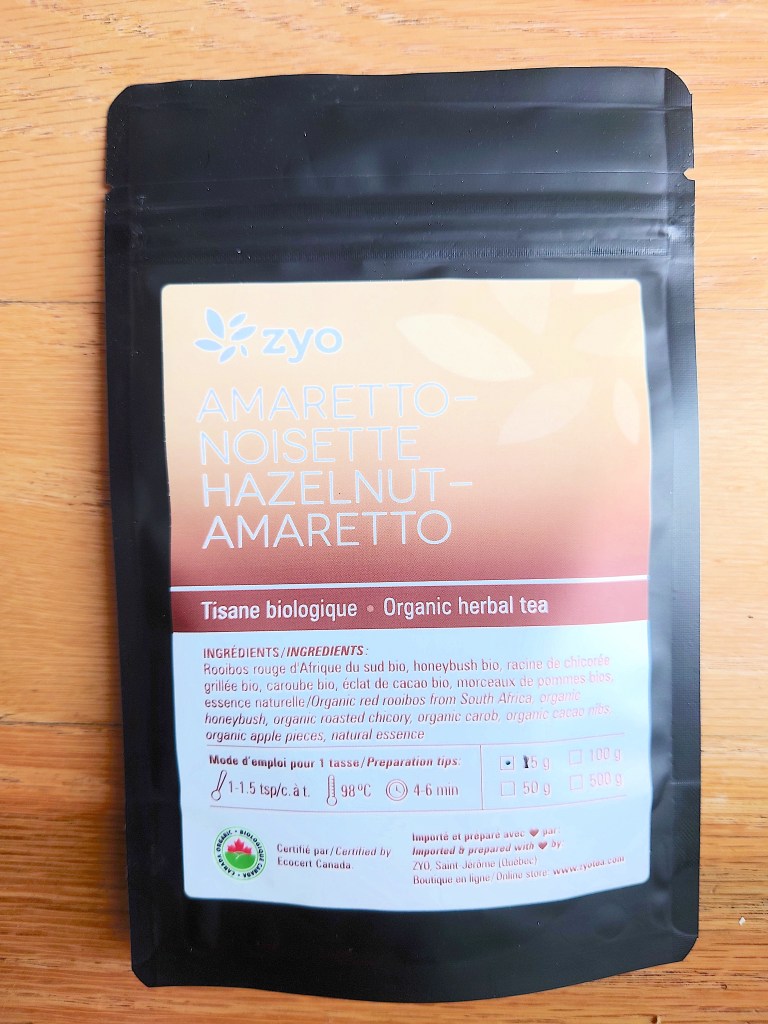 zyo
AMARETTO-
NOISETTE
HAZELNUT-
AMARETTO
Tisane biologique • Organic herbal tea
INGRÉDIENTS/INGREDIENTS:
Rooibos rouge d'Afrique du sud bio, honeybush bio, racine de chicorée
grillée bio, caroube bio, éclat de cacao bio, morceaux de pommes bios,
essence naturelle/Organic red rooibos from South Africa, organic
honeybush, organic roasted chicory, organic carob, organic cacao nibs,
organic apple pieces, natural essence
Mode d'emploi pour 1 tasse/Preparation tips:
1-1.5 tsp/c.à t. 98°C 4-6 min
5 g 100 g
50 g 500 g
CANADA ORGANIC • BIOLOGIQUE CANADA
Certifié par/Certified by
Ecocert Canada.
Importé et préparé avec ♥ par:
Imported & prepared with ♥ by:
ZYO, Saint-Jérôme (Québec)
Boutique en ligne/Online store: www.zyotea.com